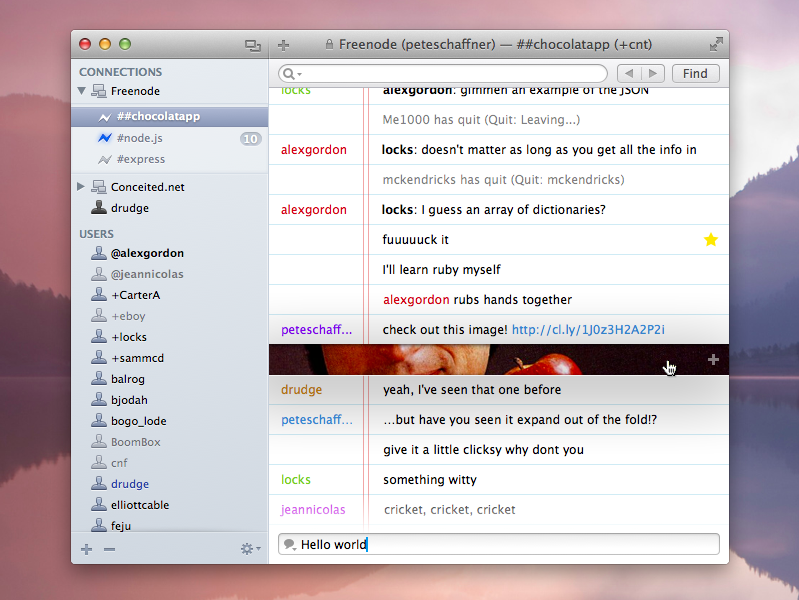 Freenode (peteschaffner) — ##chocolatapp (+cnt)
CONNECTIONS
Freenode
##chocolatapp
#node.js 10
#express
Conceited.net
drudge
USERS
@alexgordon
@jeannicolas
+CarterA
+eboy
+locks
+sammcd
balrog
bjodah
bogo_lode
BoomBox
cnf
drudge
elliottcable
feju
Find
locks alexgordon: gimmeh an example of the JSON
Me1000 has quit (Quit: Leaving...)
alexgordon locks: doesn't matter as long as you get all the info in
mckendricks has quit (Quit: mckendricks)
alexgordon locks: I guess an array of dictionaries?
fuuuuuck it
I'll learn ruby myself
alexgordon rubs hands together
peteschaff... check out this image! http://cl.ly/1J0z3H2A2P2i
drudge yeah, I've seen that one before
peteschaff... ...but have you seen it expand out of the fold!?
give it a little clicksy why dont you
locks something witty
jeannicolas cricket, cricket, cricket
Hello world